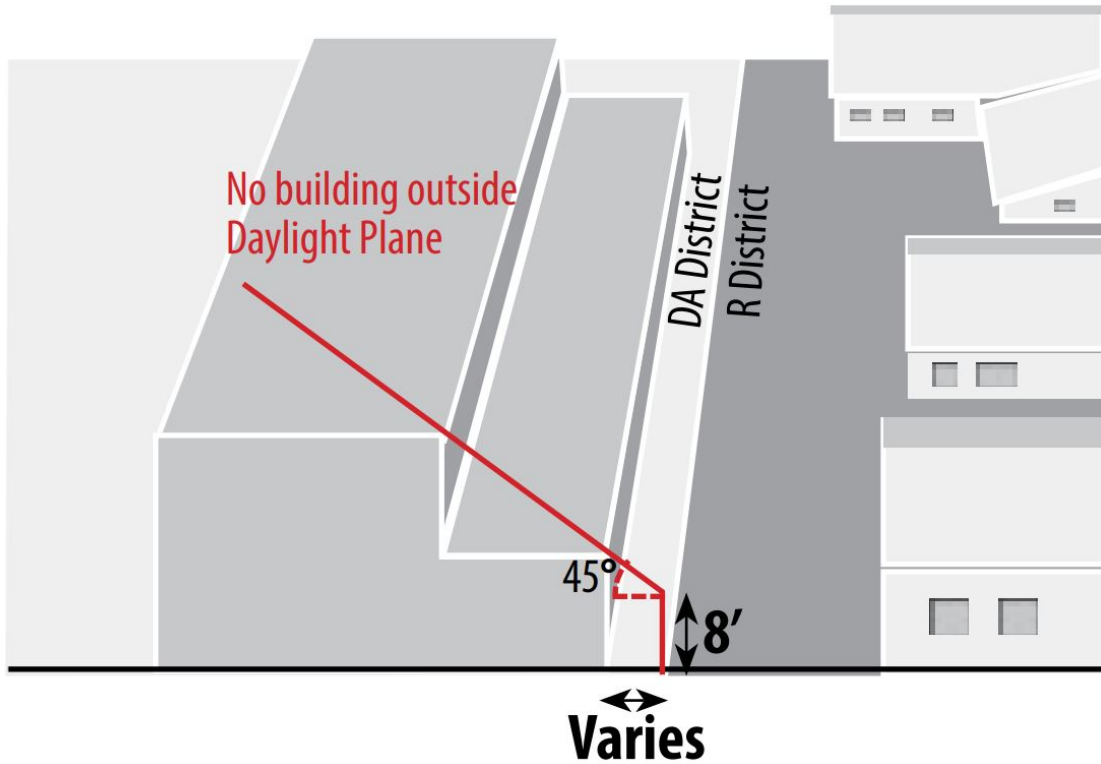 No building outside
Daylight Plane
DA District
R District
45°
8′
Varies